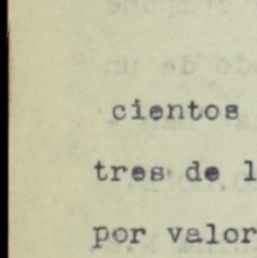 cientos
tres de l
por valor